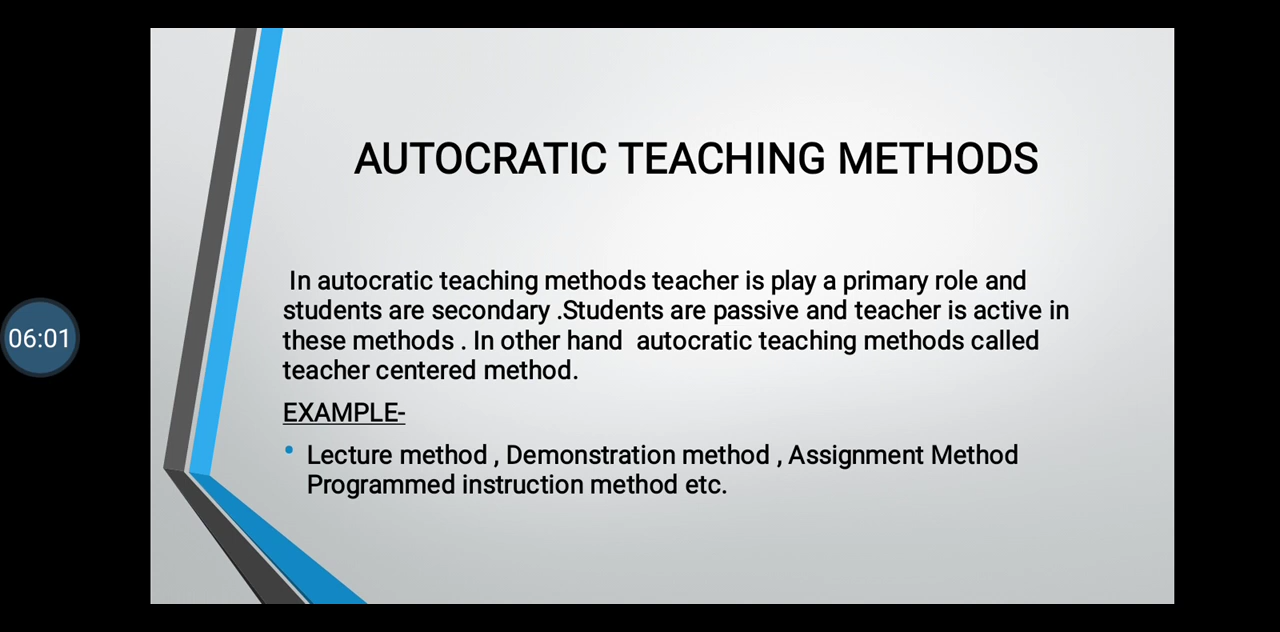 AUTOCRATIC TEACHING METHODS
In autocratic teaching methods teacher is play a primary role and
students are secondary .Students are passive and teacher is active in
these methods . In other hand  autocratic teaching methods called
teacher centered method.
EXAMPLE-
• Lecture method , Demonstration method , Assignment Method
Programmed instruction method etc.
06:01